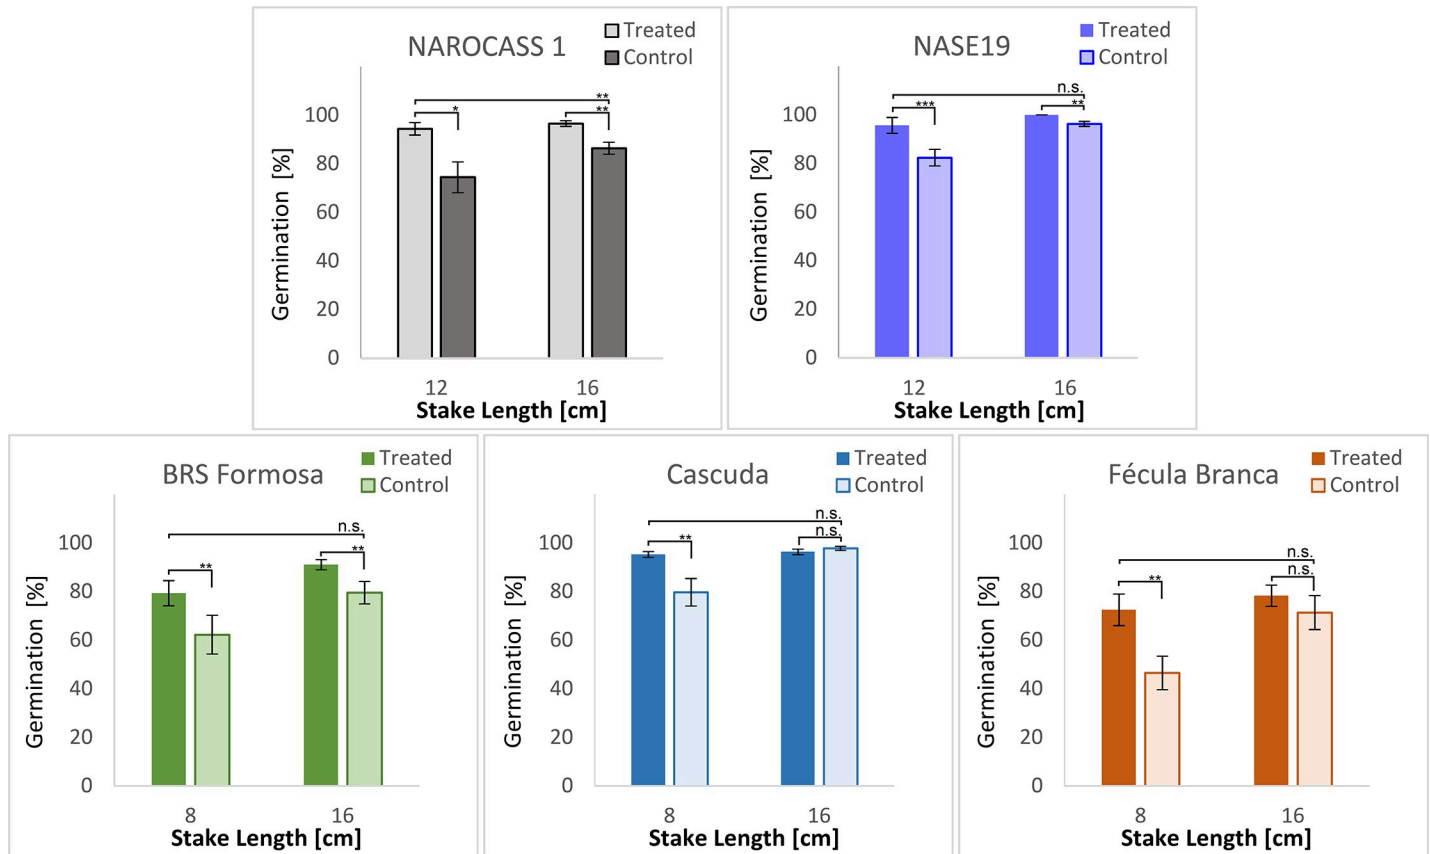 NAROCASS 1
Treated
Control
Germination [%]
100
80
60
40
20
0
**
*
**
12
16
Stake Length [cm]
NASE19
Treated
Control
Germination [%]
100
80
60
40
20
0
n.s.
***
**
12
16
Stake Length [cm]
BRS Formosa
Treated
Control
Germination [%]
100
80
60
40
20
0
n.s.
**
**
8
16
Stake Length [cm]
Cascuda
Treated
Control
Germination [%]
100
80
60
40
20
0
n.s.
n.s.
**
8
16
Stake Length [cm]
Fécula Branca
Treated
Control
Germination [%]
100
80
60
40
20
0
n.s.
n.s.
**
8
16
Stake Length [cm]